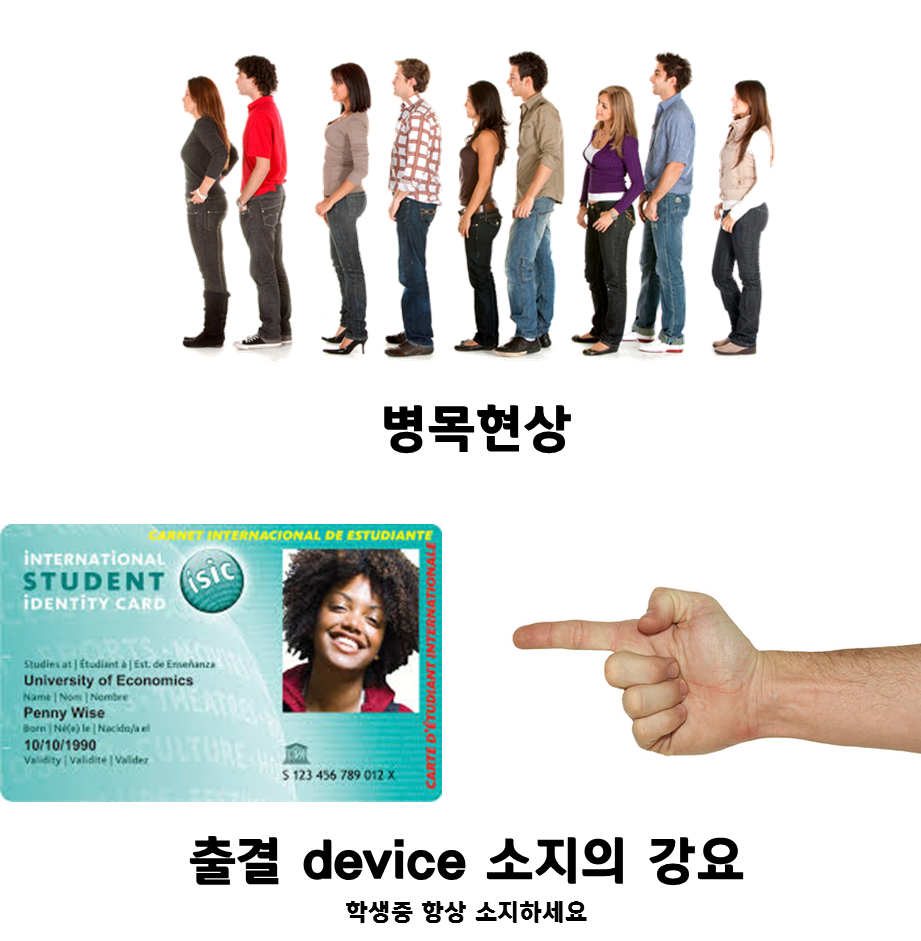 병목현상
CARNET INTERNACIONAL DE ESTUDIANTE
INTERNATIONAL
STUDENT
IDENTITY CARD
isic
Studies at | Étudiant à | Est. de Enseñanza
University of Economics
Name | Nom | Nombre
Penny Wise
Born | Né(e) le | Nacido/a el
10/10/1990
Validity | Validité | Validez
S 123 456 789 012 X
CARTE D'ÉTUDIANT INTERNATIONALE
출결 device 소지의 강요
학생증 항상 소지하세요